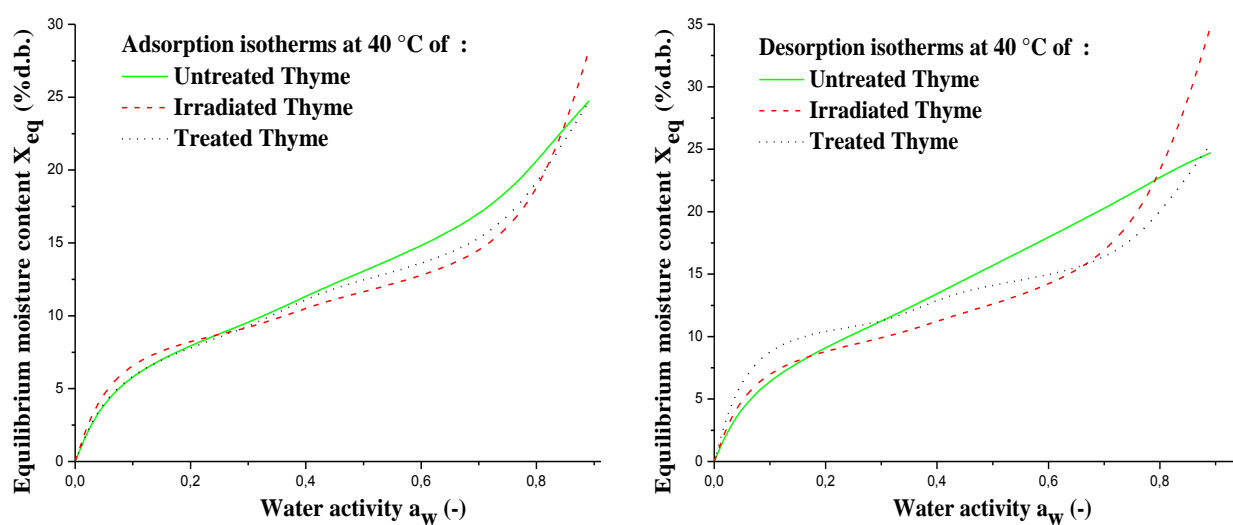 Adsorption isotherms at 40 °C of :
Untreated Thyme
Irradiated Thyme
Treated Thyme
Equilibrium moisture content Xeq (%d.b.)
30
25
20
15
10
5
0
0,0 0,2 0,4 0,6 0,8
Water activity aw (-)
Desorption isotherms at 40 °C of :
Untreated Thyme
Irradiated Thyme
Treated Thyme
Equilibrium moisture content Xeq (%d.b.)
35
30
25
20
15
10
5
0
0,0 0,2 0,4 0,6 0,8
Water activity aw (-)